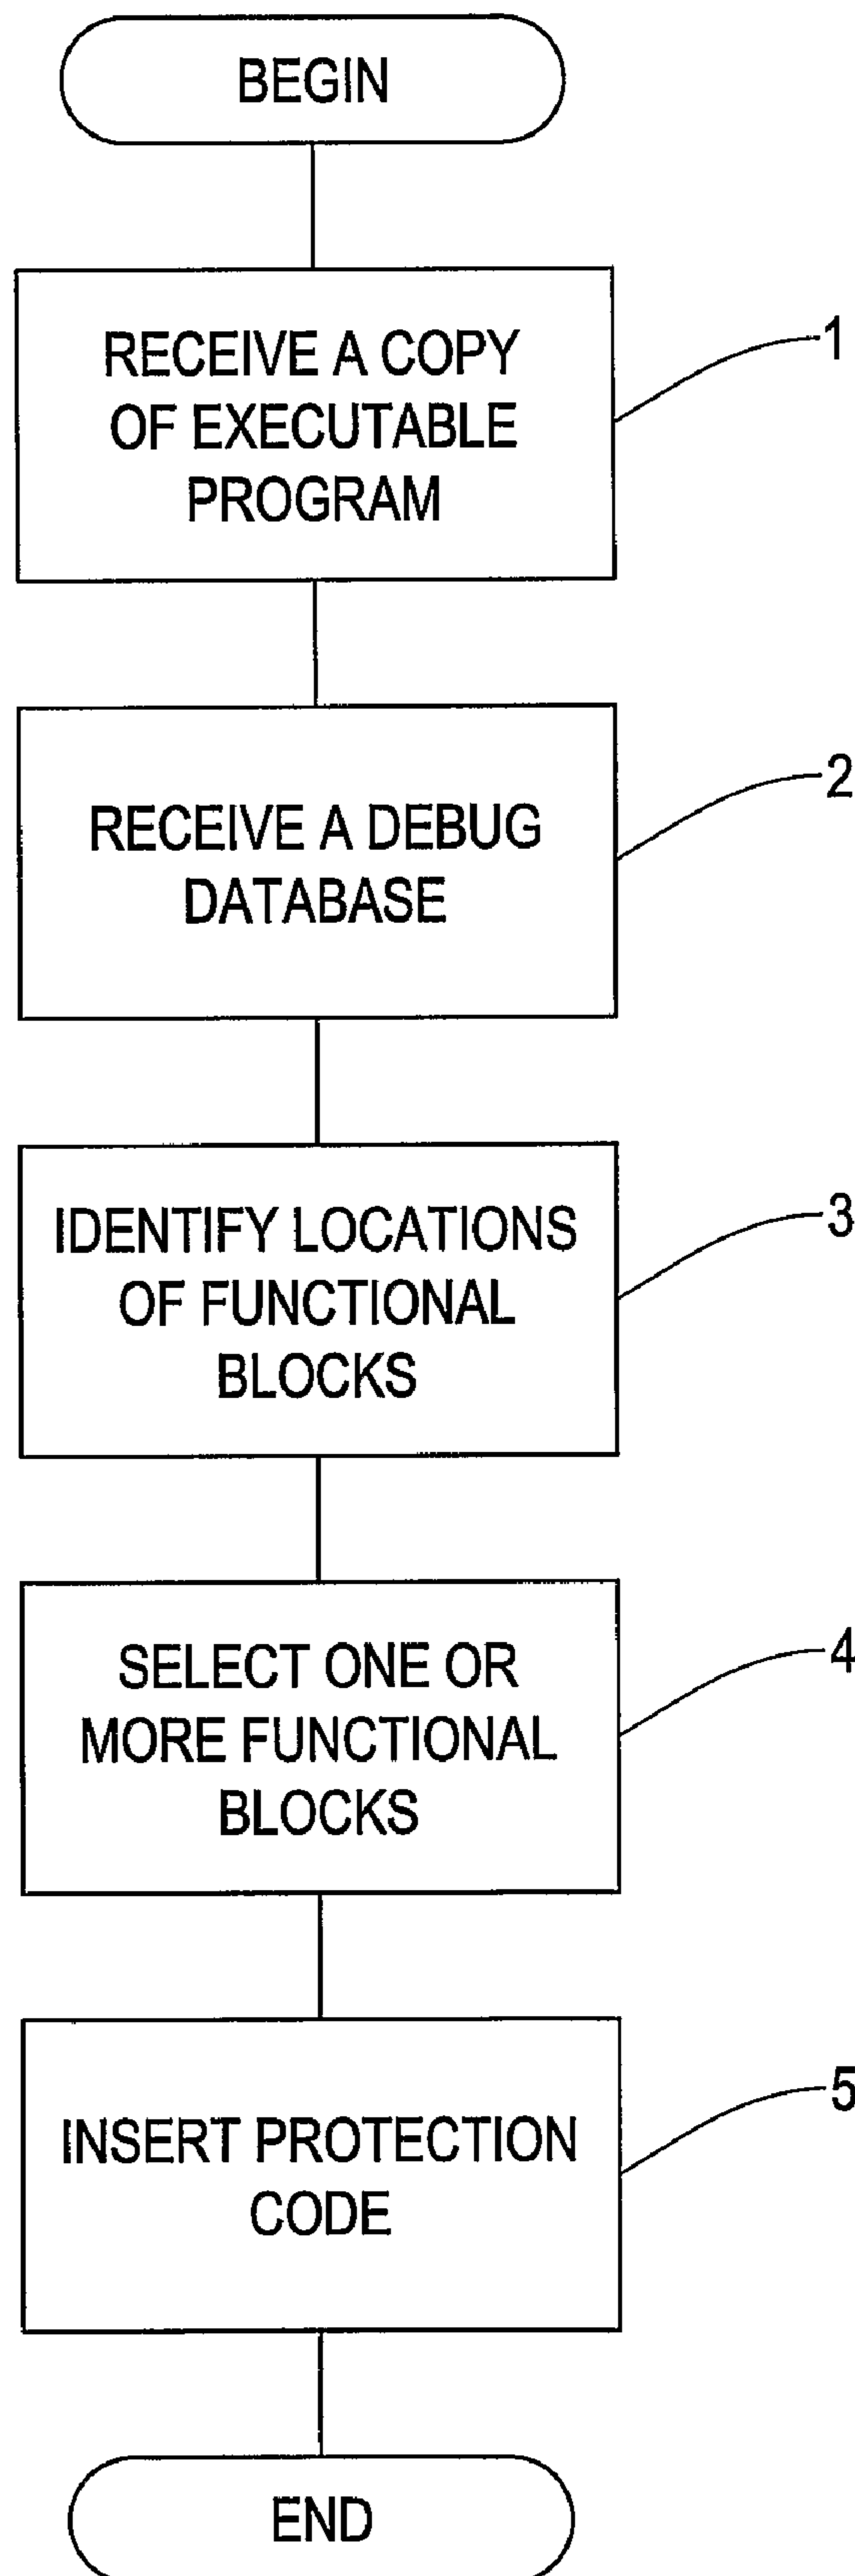 BEGIN
RECEIVE A COPY
OF EXECUTABLE
PROGRAM
1
RECEIVE A DEBUG
DATABASE
2
IDENTIFY LOCATIONS
OF FUNCTIONAL
BLOCKS
3
SELECT ONE OR
MORE FUNCTIONAL
BLOCKS
4
INSERT PROTECTION
CODE
5
END